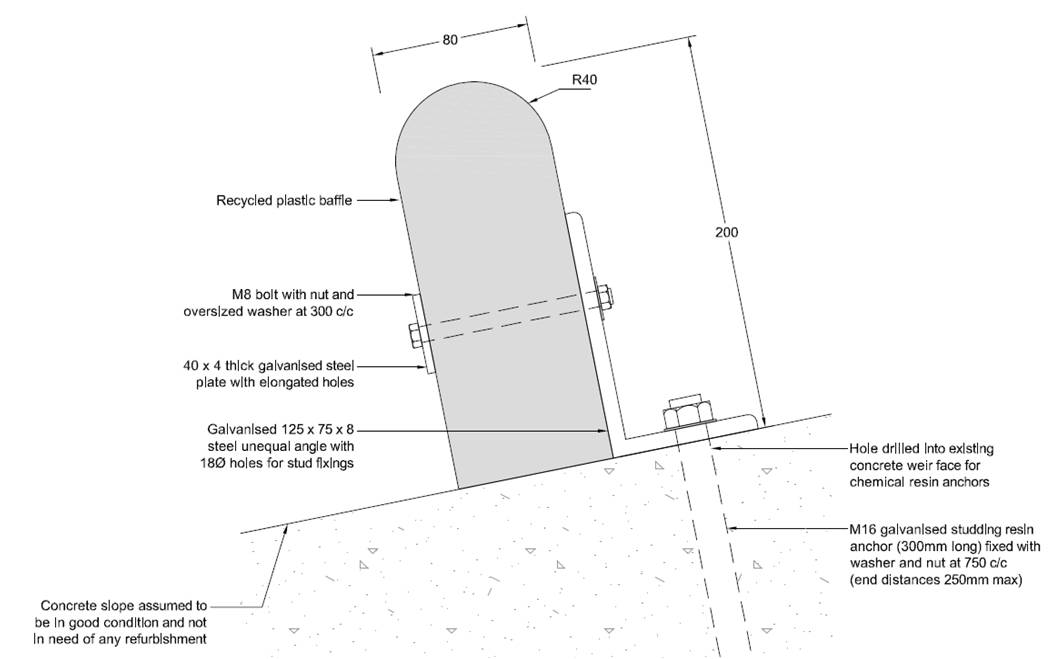 80
R40
Recycled plastic baffle
200
M8 bolt with nut and
oversized washer at 300 c/c
40 x 4 thick galvanised steel
plate with elongated holes
Galvanised 125 x 75 x 8
steel unequal angle with
18Ø holes for stud fixings
Hole drilled into existing
concrete weir face for
chemical resin anchors
M16 galvanised studding resin
anchor (300mm long) fixed with
washer and nut at 750 c/c
(end distances 250mm max)
Concrete slope assumed to
be in good condition and not
in need of any refurbishment